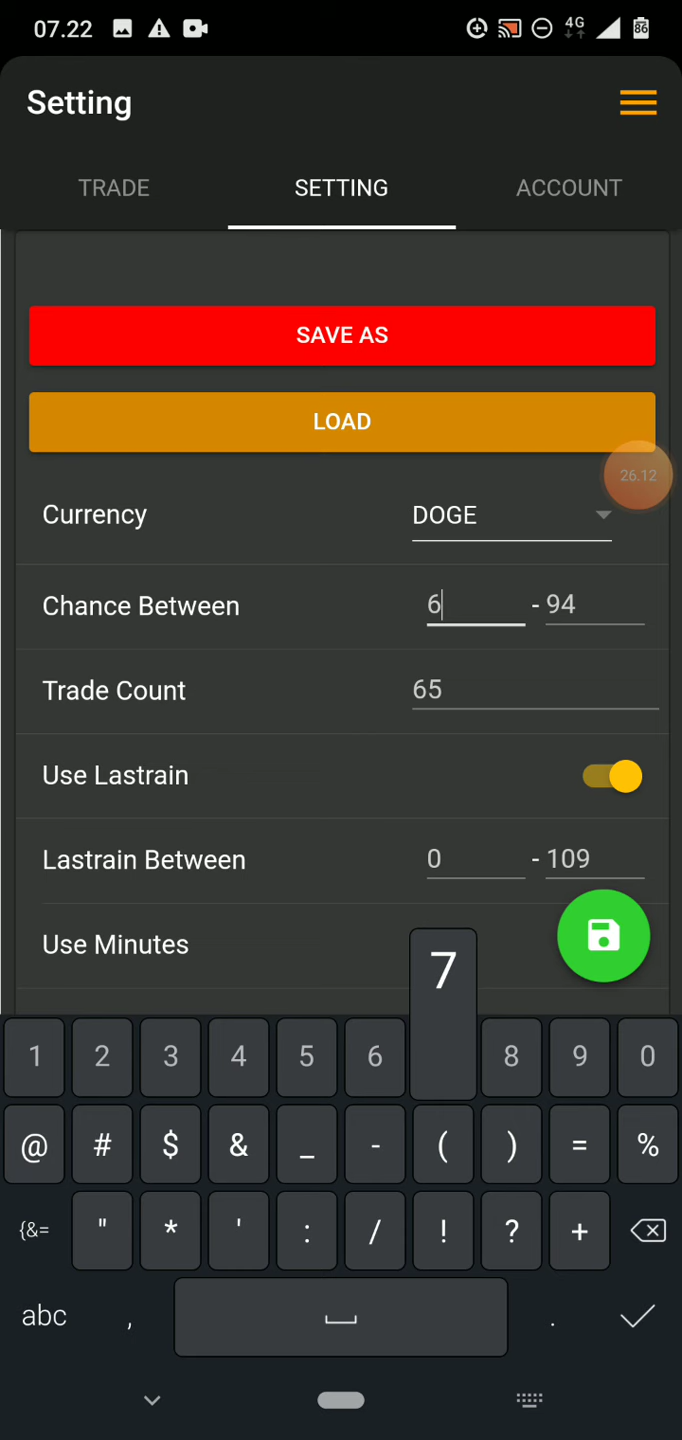 07.22 4G 86
Setting
TRADE SETTING ACCOUNT
SAVE AS
LOAD
26.12
Currency DOGE
Chance Between 6 - 94
Trade Count 65
Use Lastrain
Lastrain Between 0 - 109
Use Minutes
7
1 2 3 4 5 6 8 9 0
@ # $ & _ - ( ) = %
{&= " * ' : / ! ? +
abc , .